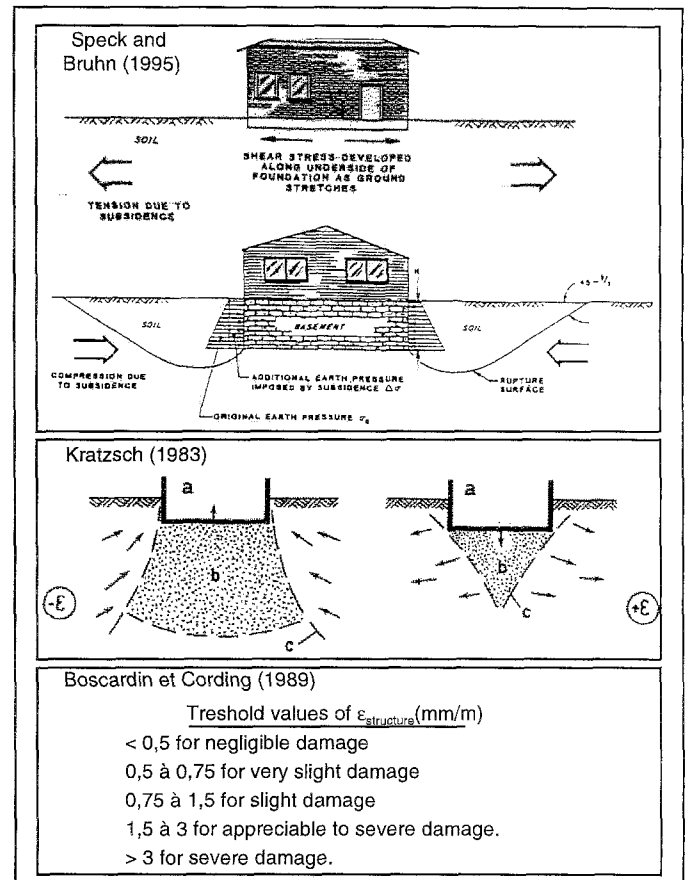 Speck and
Bruhn (1995)
SOIL
SHEAR STRESS DEVELOPED
ALONG UNDERSIDE OF
FOUNDATION AS GROUND
STRETCHES
TENSION DUE TO
SUBSIDENCE
H
SOIL
BASEMENT
SOIL
COMPRESSION DUE
TO SUBSIDENCE
ADDITIONAL EARTH PRESSURE
IMPOSED BY SUBSIDENCE Δσ
RUPTURE
SURFACE
ORIGINAL EARTH PRESSURE
Kratzsch (1983)
a
a
b
b
-ε
c
c
+ε
Boscardin et Cording (1989)
Treshold values of εstructure(mm/m)
< 0,5 for negligible damage
0,5 à 0,75 for very slight damage
0,75 à 1,5 for slight damage
1,5 à 3 for appreciable to severe damage.
> 3 for severe damage.